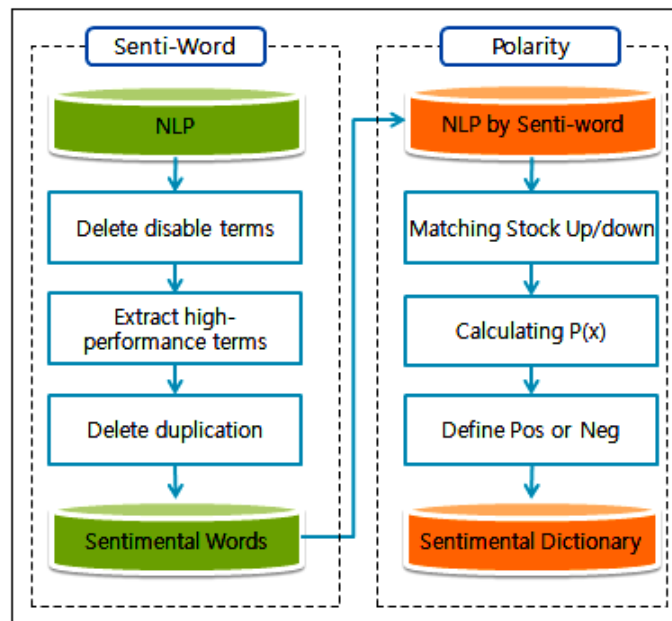 Senti-Word
NLP
Delete disable terms
Extract high-
performance terms
Delete duplication
Sentimental Words
Polarity
NLP by Senti-word
Matching Stock Up/down
Calculating P(x)
Define Pos or Neg
Sentimental Dictionary